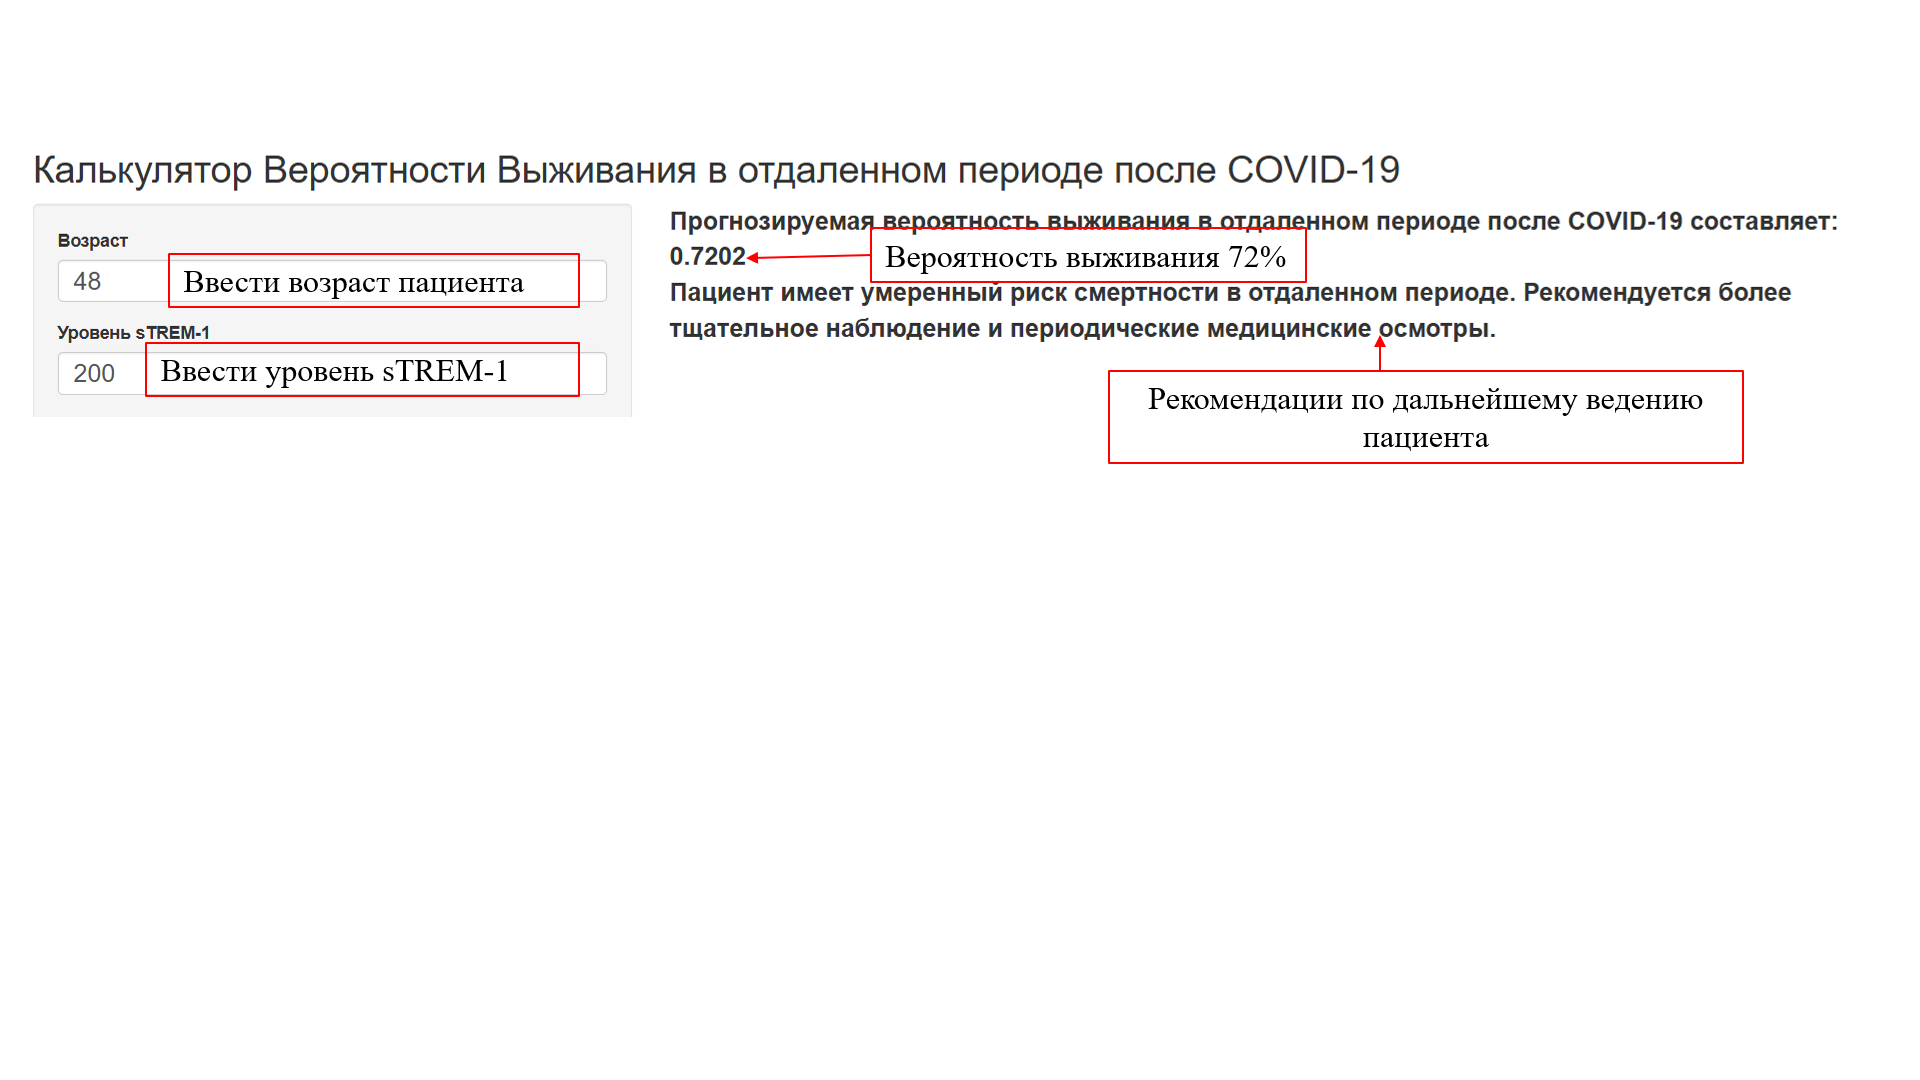 Калькулятор Вероятности Выживания в отдаленном периоде после COVID-19
Возраст
48
Ввести возраст пациента
Уровень sTREM-1
200
Ввести уровень sTREM-1
Прогнозируемая вероятность выживания в отдаленном периоде после COVID-19 составляет:
0.7202
Вероятность выживания 72%
Пациент имеет умеренный риск смертности в отдаленном периоде. Рекомендуется более
тщательное наблюдение и периодические медицинские осмотры.
Рекомендации по дальнейшему ведению
пациента